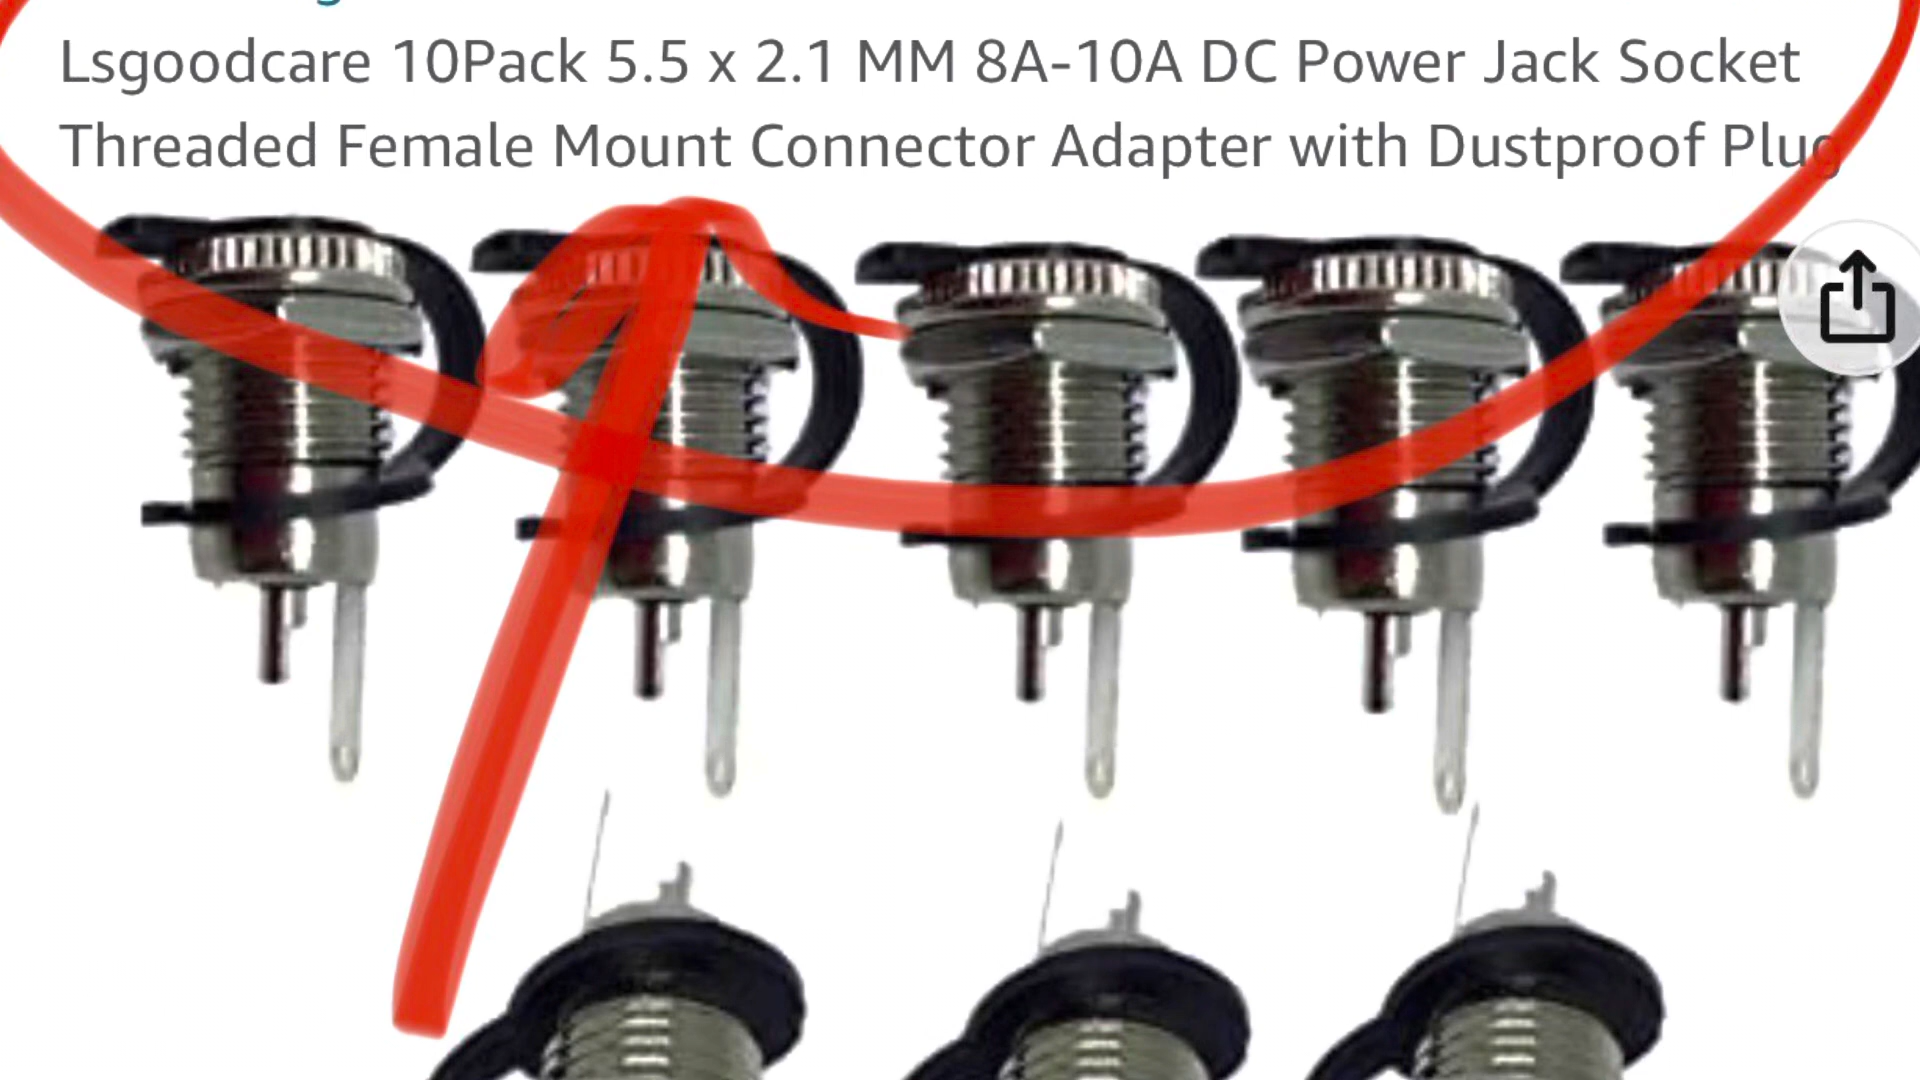 Lsgoodcare 10Pack 5.5 x 2.1 MM 8A-10A DC Power Jack Socket
Threaded Female Mount Connector Adapter with Dustproof Plug